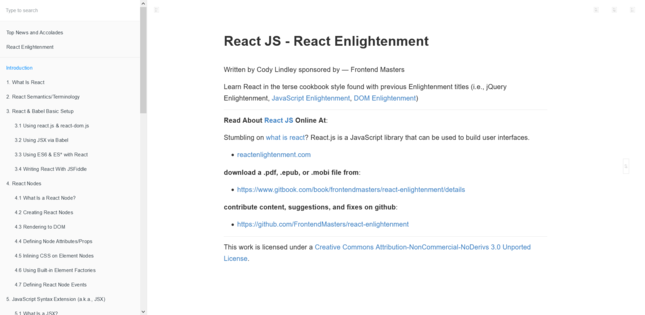 Type to search
Top News and Accolades
React Enlightenment
Introduction
1. What Is React
2. React Semantics/Terminology
3. React & Babel Basic Setup
3.1 Using react.js & react-dom.js
3.2 Using JSX via Babel
3.3 Using ES6 & ES* with React
3.4 Writing React With JSFiddle
4. React Nodes
4.1 What Is a React Node?
4.2 Creating React Nodes
4.3 Rendering to DOM
4.4 Defining Node Attributes/Props
4.5 Inlining CSS on Element Nodes
4.6 Using Built-in Element Factories
4.7 Defining React Node Events
5. JavaScript Syntax Extension (a.k.a., JSX)
5.1 What Is a JSX?
React JS - React Enlightenment
Written by Cody Lindley sponsored by — Frontend Masters
Learn React in the terse cookbook style found with previous Enlightenment titles (i.e., jQuery
Enlightenment, JavaScript Enlightenment, DOM Enlightenment)
Read About React JS Online At:
Stumbling on what is react? React.js is a JavaScript library that can be used to build user interfaces.
reactenlightenment.com
download a .pdf, .epub, or .mobi file from:
https://www.gitbook.com/book/frontendmasters/react-enlightenment/details
contribute content, suggestions, and fixes on github:
https://github.com/FrontendMasters/react-enlightenment
This work is licensed under a Creative Commons Attribution-NonCommercial-NoDerivs 3.0 Unported
License.